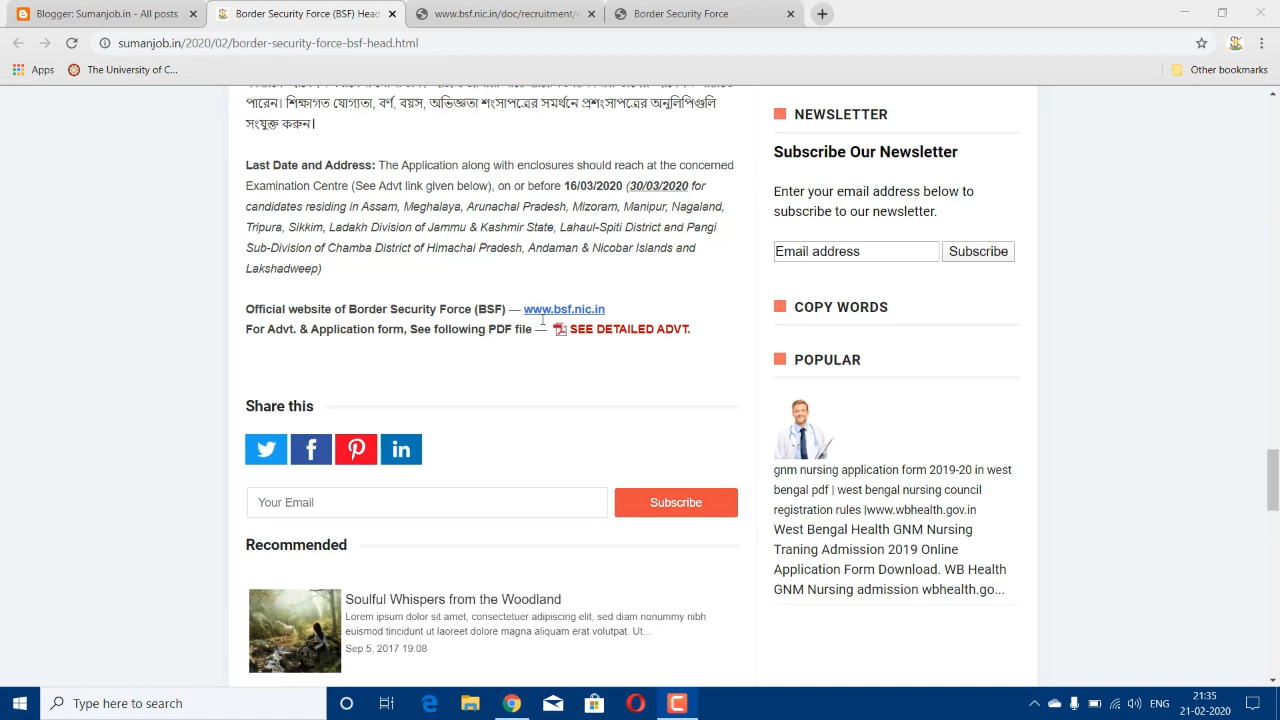 Blogger: Sumanjob.in - All posts
Border Security Force (BSF) Head
www.bsf.nic.in/doc/recruitment/r
Border Security Force
sumanjob.in/2020/02/border-security-force-bsf-head.html
Apps
The University of C...
Other bookmarks
পারেন। শিক্ষাগত যোগ্যতা, বর্ণ, বয়স, অভিজ্ঞতা শংসাপত্রের সমর্থনে প্রশংসাপত্রের অনুলিপিগুলি
সংযুক্ত করুন।
Last Date and Address: The Application along with enclosures should reach at the concerned
Examination Centre (See Advt link given below), on or before 16/03/2020 (30/03/2020 for
candidates residing in Assam, Meghalaya, Arunachal Pradesh, Mizoram, Manipur, Nagaland,
Tripura, Sikkim, Ladakh Division of Jammu & Kashmir State, Lahaul-Spiti District and Pangi
Sub-Division of Chamba District of Himachal Pradesh, Andaman & Nicobar Islands and
Lakshadweep)
Official website of Border Security Force (BSF) — www.bsf.nic.in
For Advt. & Application form, See following PDF file — SEE DETAILED ADVT.
Share this
Your Email
Subscribe
Recommended
Soulful Whispers from the Woodland
Lorem ipsum dolor sit amet, consectetuer adipiscing elit, sed diam nonummy nibh
euismod tincidunt ut laoreet dolore magna aliquam erat volutpat. Ut...
Sep 5, 2017 19:08
NEWSLETTER
Subscribe Our Newsletter
Enter your email address below to
subscribe to our newsletter.
Email address
Subscribe
COPY WORDS
POPULAR
gnm nursing application form 2019-20 in west
bengal pdf | west bengal nursing council
registration rules |www.wbhealth.gov.in
West Bengal Health GNM Nursing
Traning Admission 2019 Online
Application Form Download. WB Health
GNM Nursing admission wbhealth.go...
Type here to search
ENG
21:35
21-02-2020